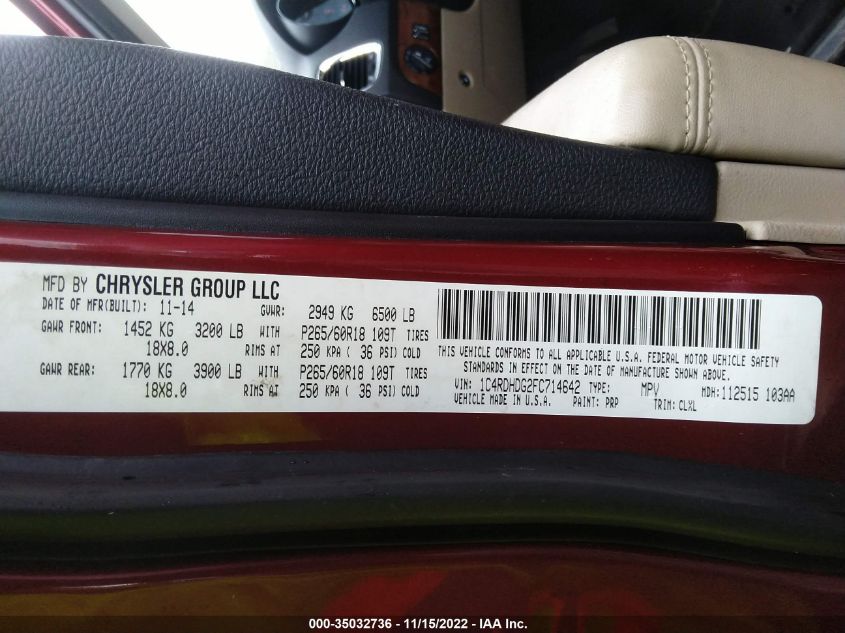 MFD BY CHRYSLER GROUP LLC
DATE OF MFR(BUILT): 11-14 GVWR: 2949 KG 6500 LB
GAWR FRONT: 1452 KG 3200 LB WITH P265/60R18 109T TIRES
18X8.0 RIMS AT 250 KPA ( 36 PSI) COLD
GAWR REAR: 1770 KG 3900 LB WITH P265/60R18 109T TIRES
18X8.0 RIMS AT 250 KPA ( 36 PSI) COLD
THIS VEHICLE CONFORMS TO ALL APPLICABLE U.S.A. FEDERAL MOTOR VEHICLE SAFETY
STANDARDS IN EFFECT ON THE DATE OF MANUFACTURE SHOWN ABOVE.
VIN: 1C4RDHDG2FC714642 TYPE: MPV MDH: 112515 103AA
VEHICLE MADE IN U.S.A. PAINT: PRP TRIM: CLXL
000-35032736 - 11/15/2022 - IAA Inc.